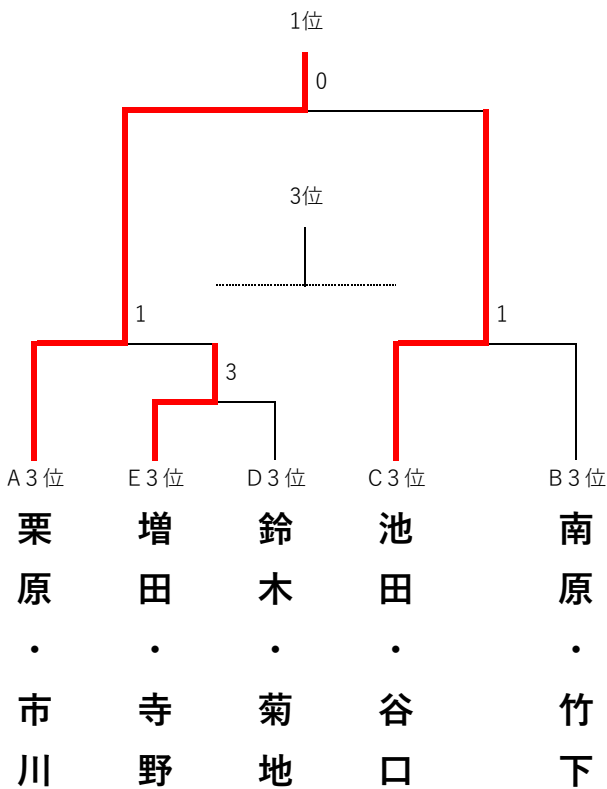 1位
0
3位
1
1
3
A３位
E３位
D３位
C３位
B３位
栗原・市川
増田・寺野
鈴木・菊地
池田・谷口
南原・竹下